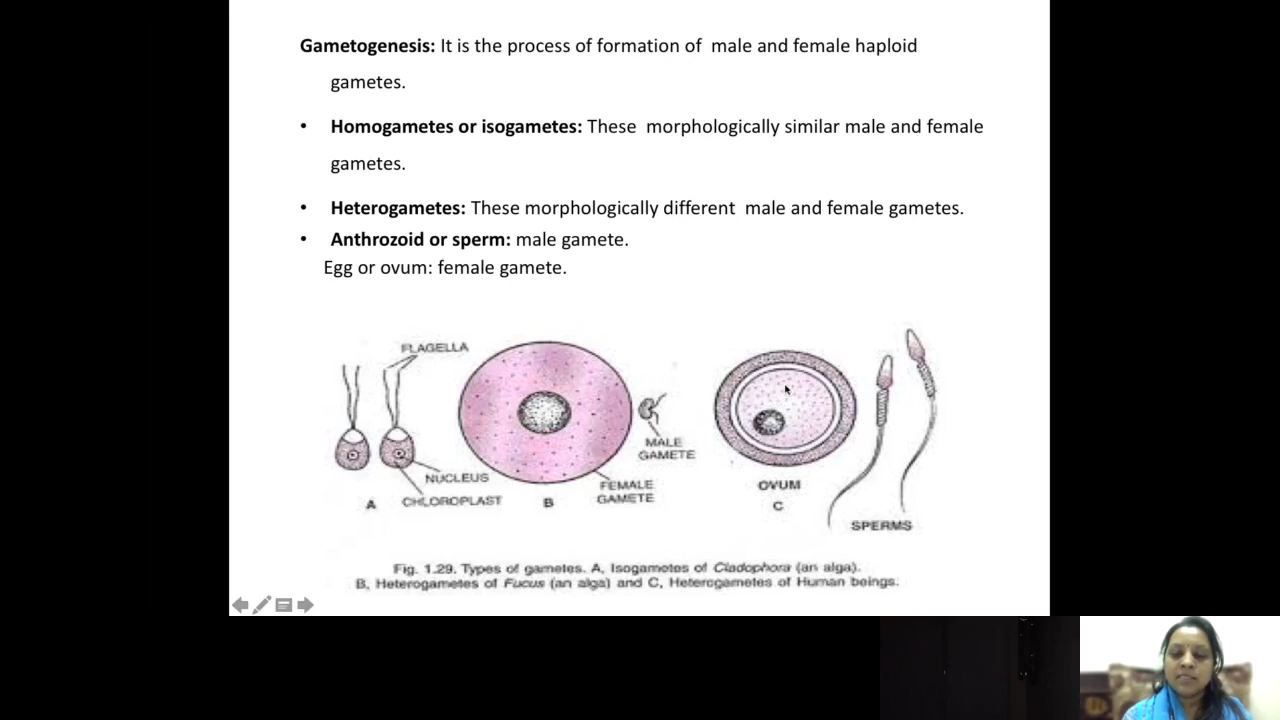 Gametogenesis: It is the process of formation of  male and female haploid
gametes.
• Homogametes or isogametes: These  morphologically similar male and female
gametes.
• Heterogametes: These morphologically different  male and female gametes.
• Anthrozoid or sperm: male gamete.
Egg or ovum: female gamete.
FLAGELLA
MALE
GAMETE
NUCLEUS
CHLOROPLAST
A
FEMALE
GAMETE
B
OVUM
C
SPERMS
Fig. 1.29. Types of gametes. A, Isogametes of Cladophora (an alga).
B, Heterogametes of Fucus (an alga) and C, Heterogametes of Human beings.